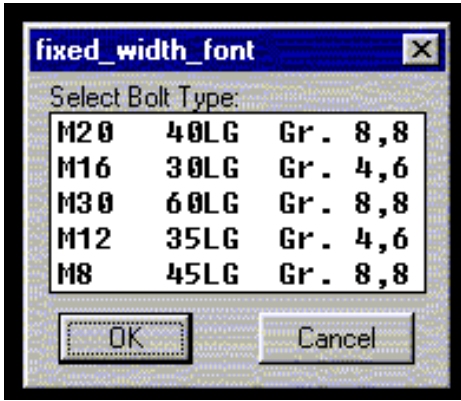 fixed_width_font
Select Bolt Type:
M20 40LG Gr. 8,8
M16 30LG Gr. 4,6
M30 60LG Gr. 8,8
M12 35LG Gr. 4,6
M8 45LG Gr. 8,8
OK Cancel